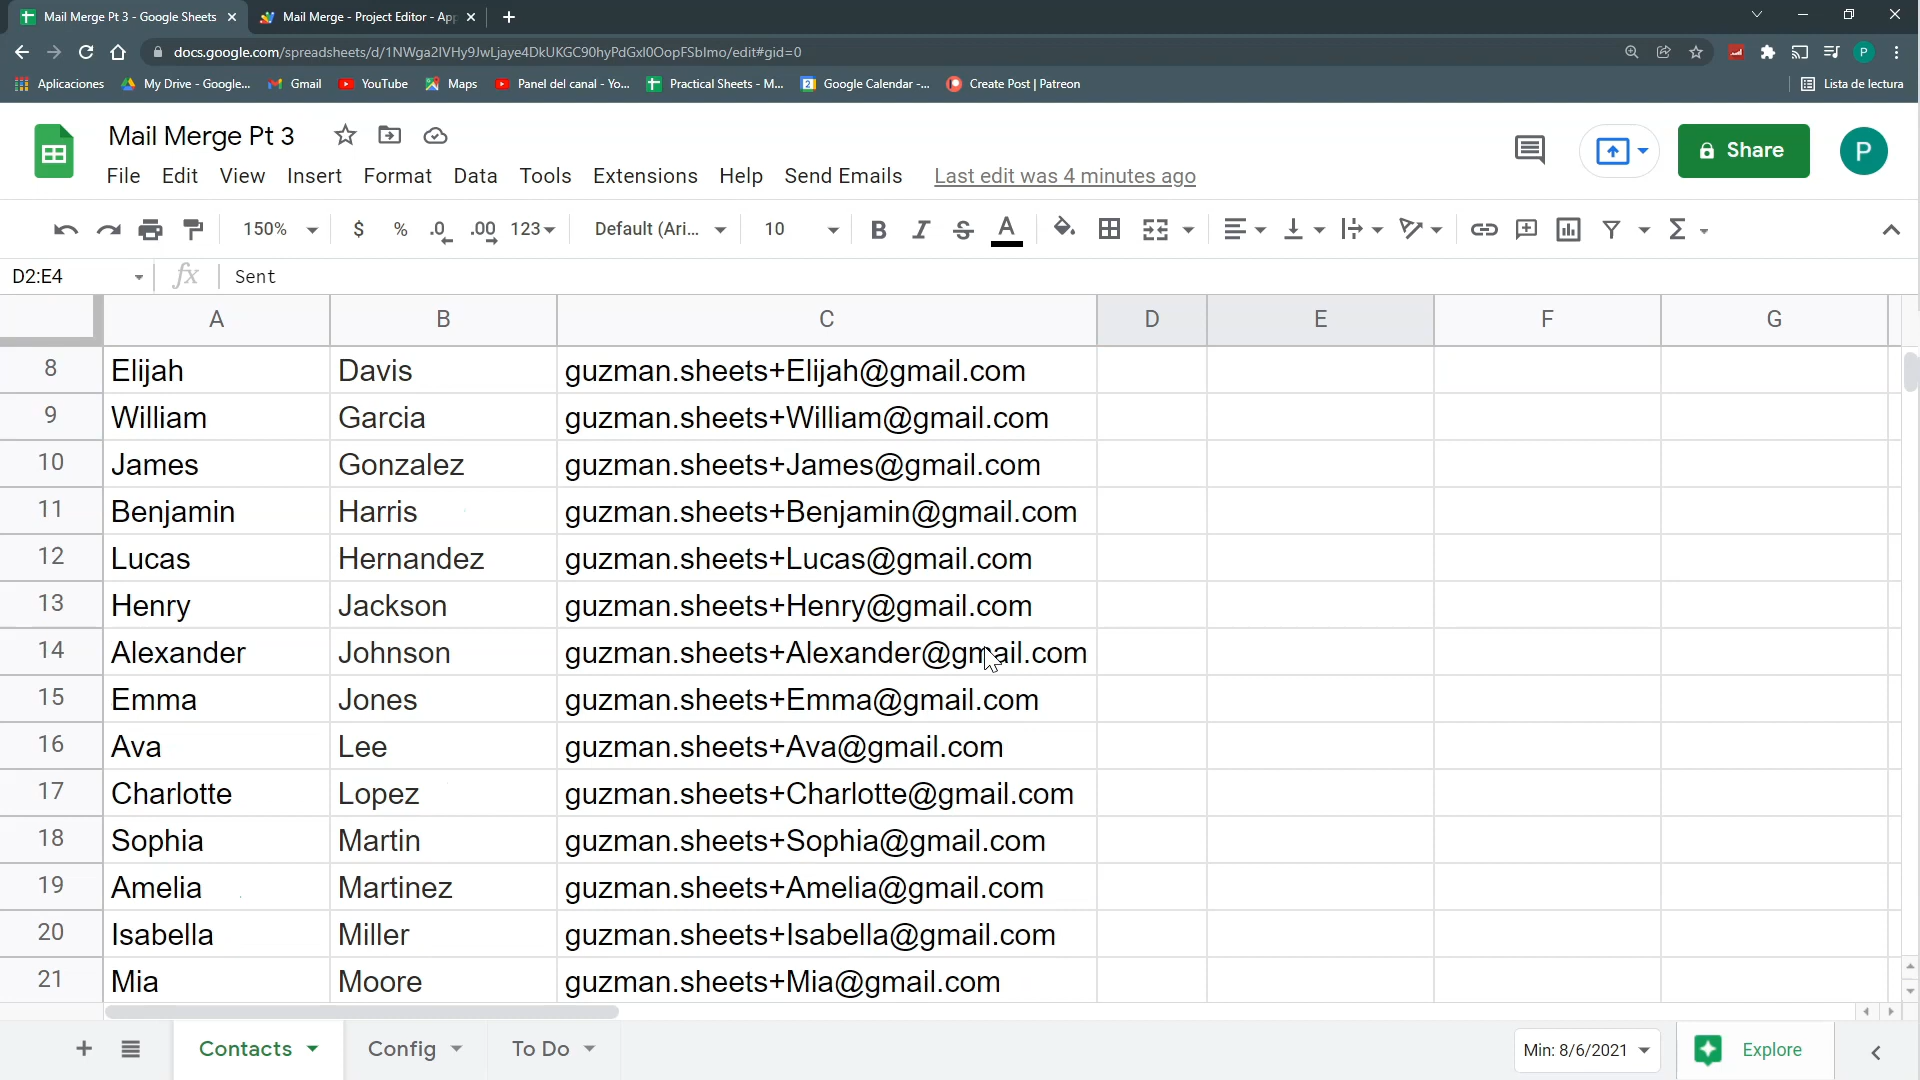 Mail Merge Pt 3 - Google Sheets
Mail Merge - Project Editor - App
docs.google.com/spreadsheets/d/1NWga2IVHy9JwLjaye4DkUKGC90hyPdGxl0OopFSbImo/edit#gid=0
Aplicaciones My Drive - Google... Gmail YouTube Maps Panel del canal - Yo... Practical Sheets - M... Google Calendar -... Create Post | Patreon Lista de lectura
Mail Merge Pt 3
Share
P
File Edit View Insert Format Data Tools Extensions Help Send Emails Last edit was 4 minutes ago
150% $ % .0 .00 123 Default (Ari... 10 B I S A
D2:E4 fx Sent
A B C D E F G
8 Elijah Davis guzman.sheets+Elijah@gmail.com
9 William Garcia guzman.sheets+William@gmail.com
10 James Gonzalez guzman.sheets+James@gmail.com
11 Benjamin Harris guzman.sheets+Benjamin@gmail.com
12 Lucas Hernandez guzman.sheets+Lucas@gmail.com
13 Henry Jackson guzman.sheets+Henry@gmail.com
14 Alexander Johnson guzman.sheets+Alexander@gmail.com
15 Emma Jones guzman.sheets+Emma@gmail.com
16 Ava Lee guzman.sheets+Ava@gmail.com
17 Charlotte Lopez guzman.sheets+Charlotte@gmail.com
18 Sophia Martin guzman.sheets+Sophia@gmail.com
19 Amelia Martinez guzman.sheets+Amelia@gmail.com
20 Isabella Miller guzman.sheets+Isabella@gmail.com
21 Mia Moore guzman.sheets+Mia@gmail.com
Contacts Config To Do Min: 8/6/2021 Explore